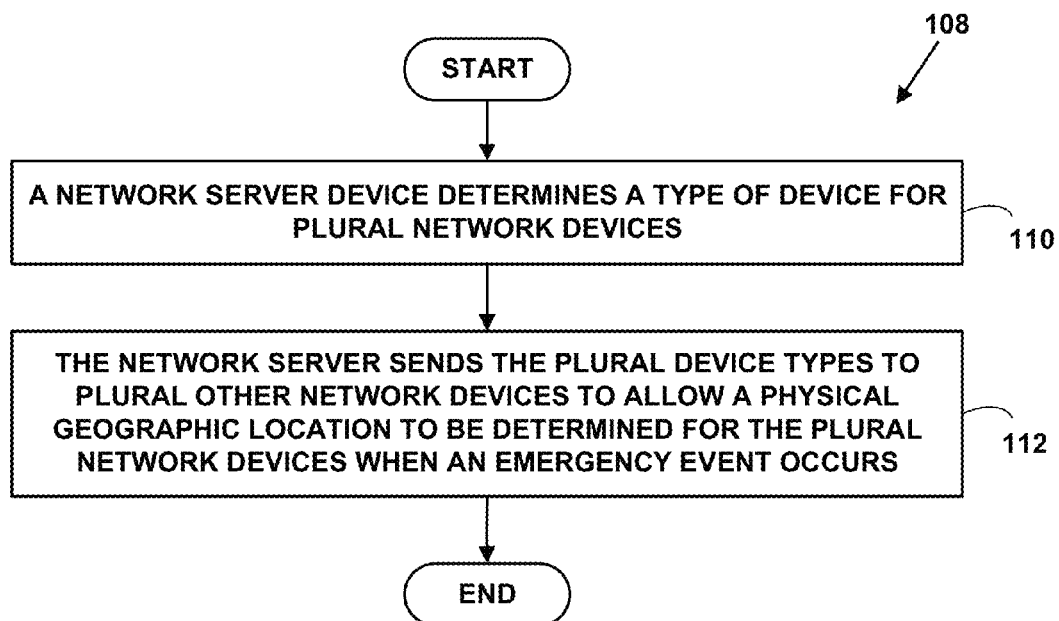 108
START
A NETWORK SERVER DEVICE DETERMINES A TYPE OF DEVICE FOR
PLURAL NETWORK DEVICES
110
THE NETWORK SERVER SENDS THE PLURAL DEVICE TYPES TO
PLURAL OTHER NETWORK DEVICES TO ALLOW A PHYSICAL
GEOGRAPHIC LOCATION TO BE DETERMINED FOR THE PLURAL
NETWORK DEVICES WHEN AN EMERGENCY EVENT OCCURS
112
END